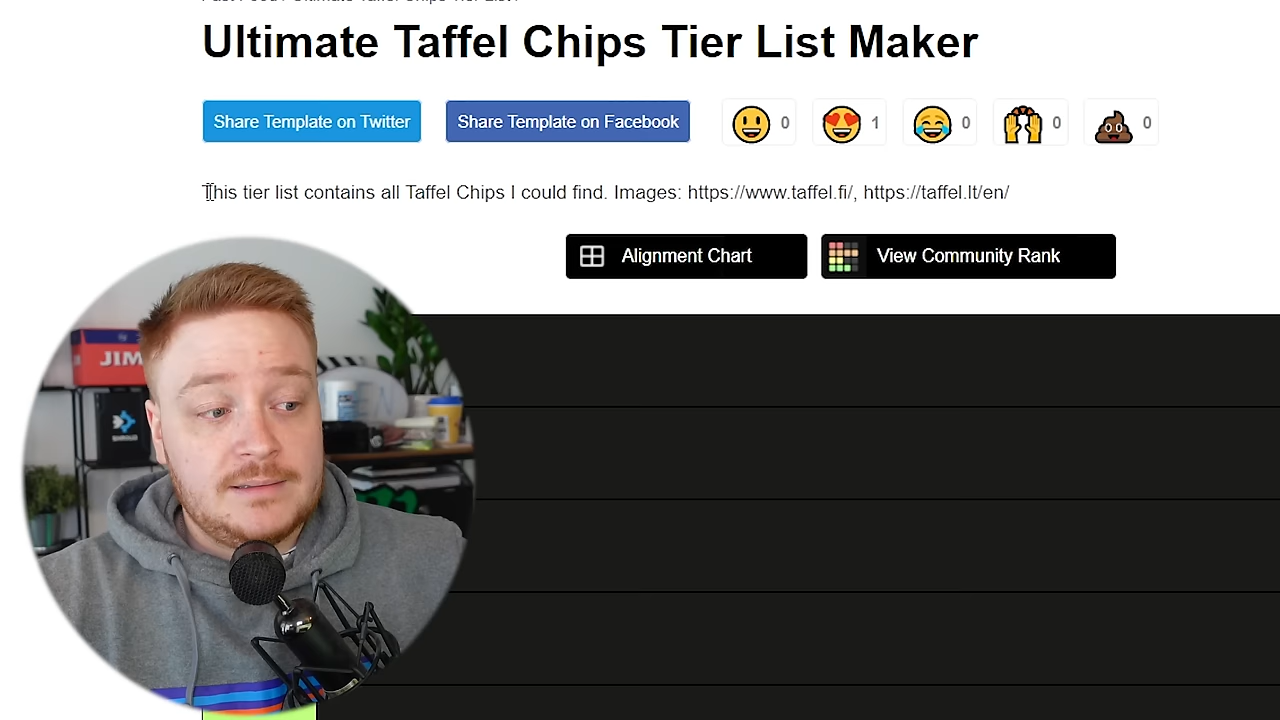 Ultimate Taffel Chips Tier List Maker
Share Template on Twitter
Share Template on Facebook
0
1
0
0
0
This tier list contains all Taffel Chips I could find. Images: https://www.taffel.fi/, https://taffel.lt/en/
Alignment Chart
View Community Rank
JIM